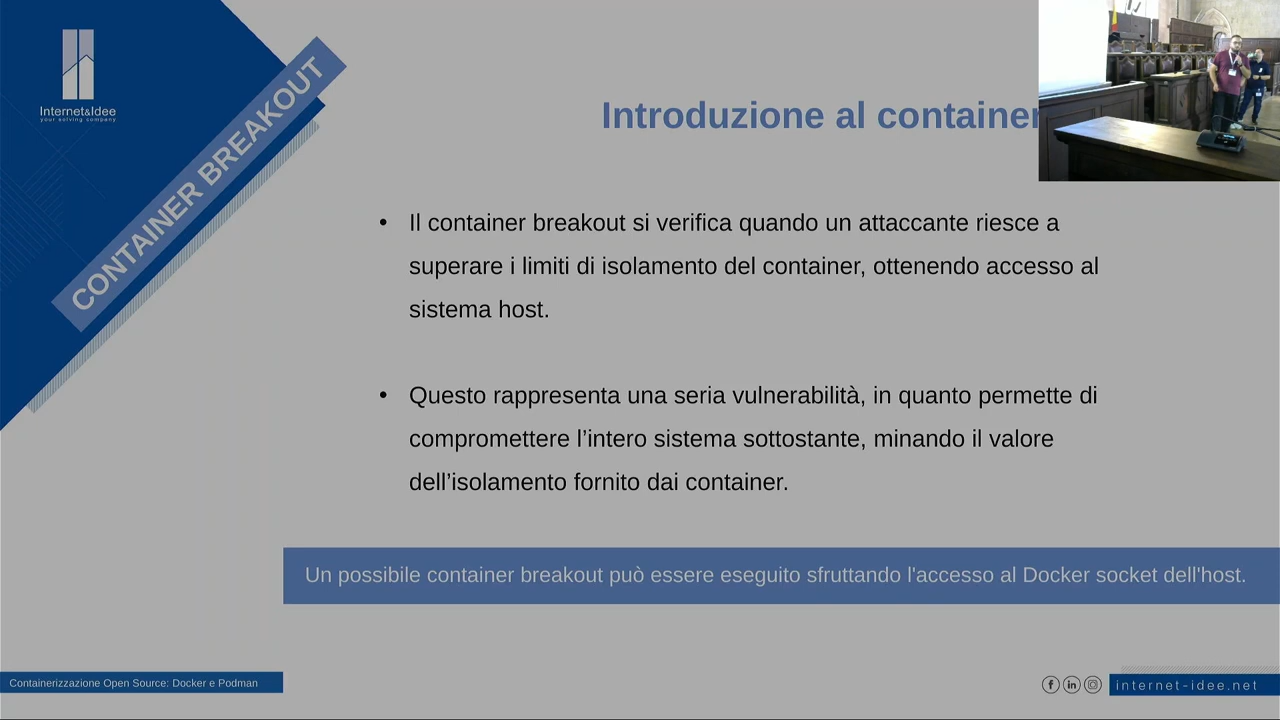 Internet&Idee
your solving company
CONTAINER BREAKOUT
Introduzione al container
Il container breakout si verifica quando un attaccante riesce a
superare i limiti di isolamento del container, ottenendo accesso al
sistema host.
Questo rappresenta una seria vulnerabilità, in quanto permette di
compromettere l’intero sistema sottostante, minando il valore
dell’isolamento fornito dai container.
Un possibile container breakout può essere eseguito sfruttando l'accesso al Docker socket dell'host.
Containerizzazione Open Source: Docker e Podman
internet-idee.net